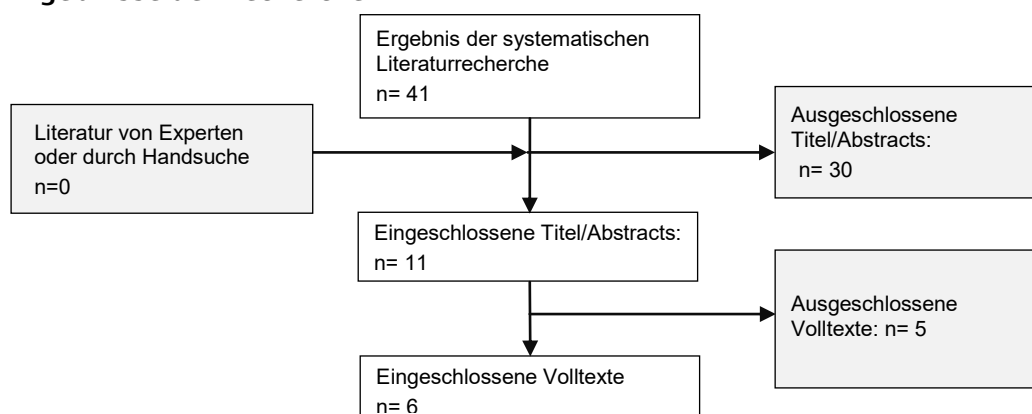 Ergebnis der systematischen
Literaturrecherche
n= 41
Literatur von Experten
oder durch Handsuche
n=0
Ausgeschlossene
Titel/Abstracts:
n= 30
Eingeschlossene Titel/Abstracts:
n= 11
Ausgeschlossene
Volltexte: n= 5
Eingeschlossene Volltexte
n= 6